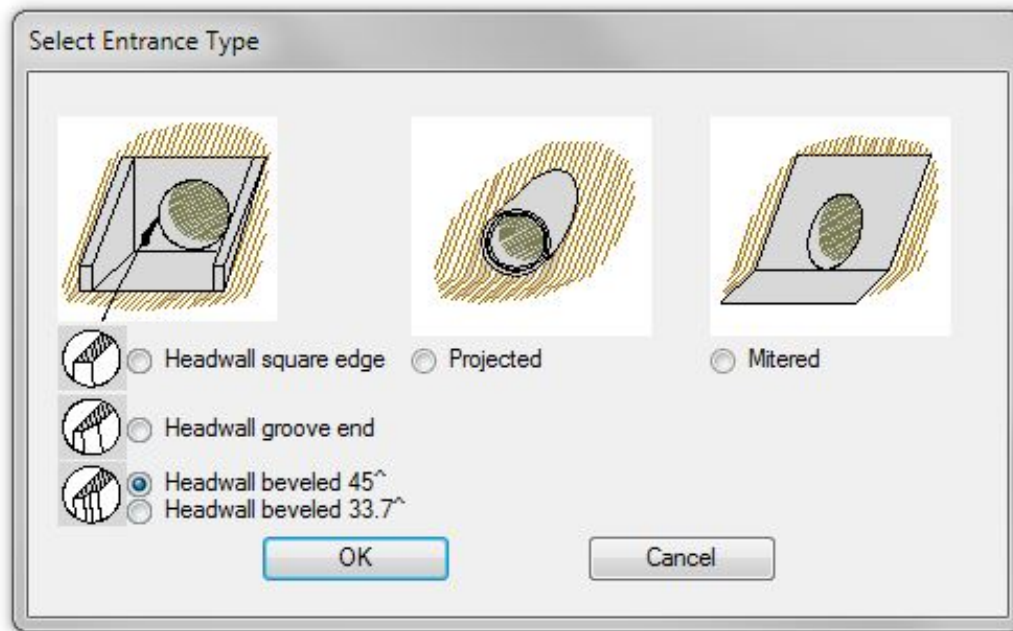 Select Entrance Type
Headwall square edge
Projected
Mitered
Headwall groove end
Headwall beveled 45^
Headwall beveled 33.7^
OK
Cancel